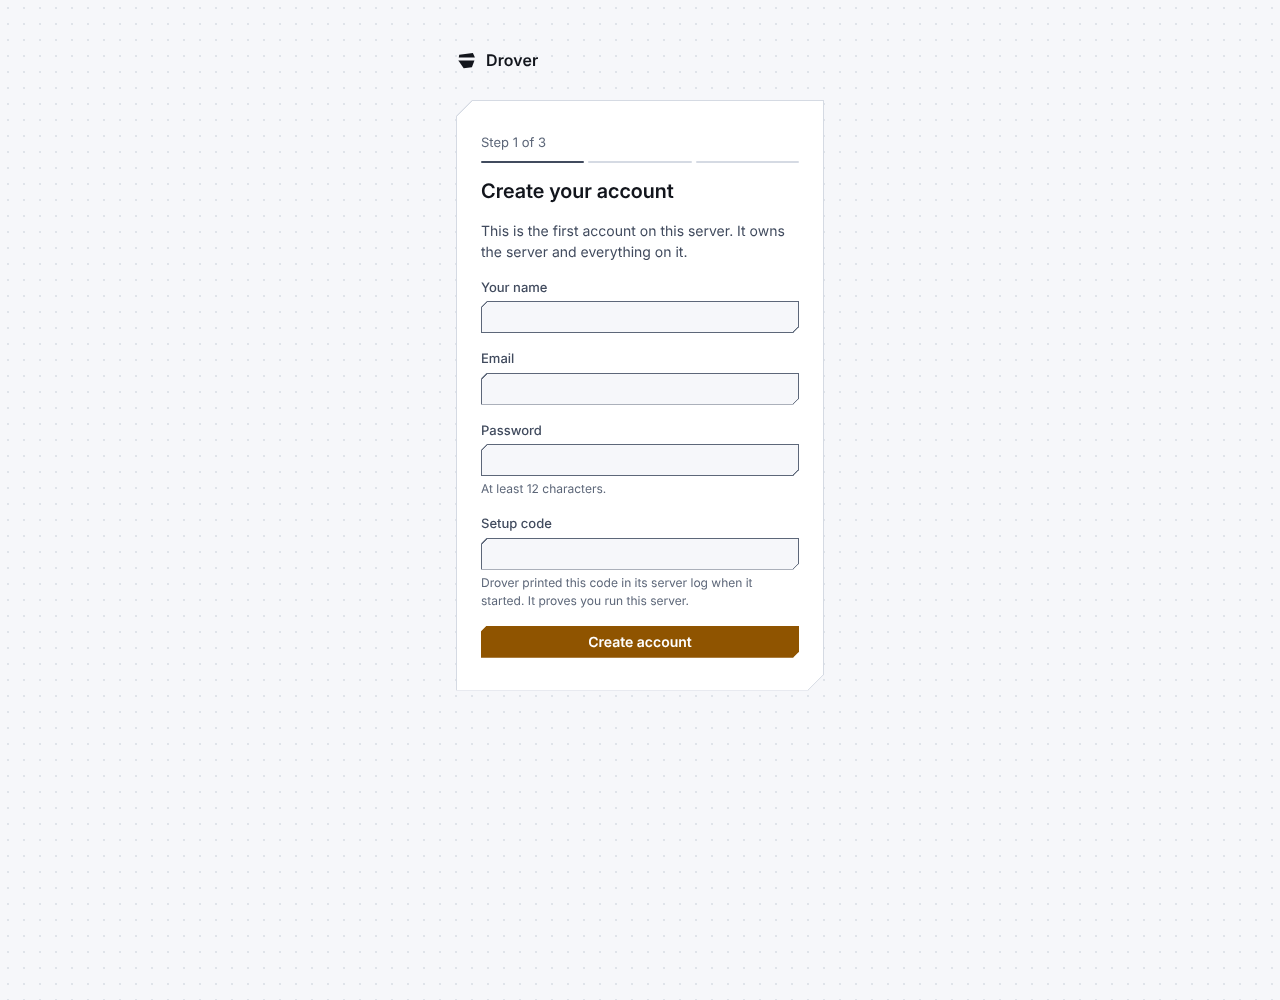 Drover
Step 1 of 3
Create your account
This is the first account on this server. It owns
the server and everything on it.
Your name
Email
Password
At least 12 characters.
Setup code
Drover printed this code in its server log when it
started. It proves you run this server.
Create account